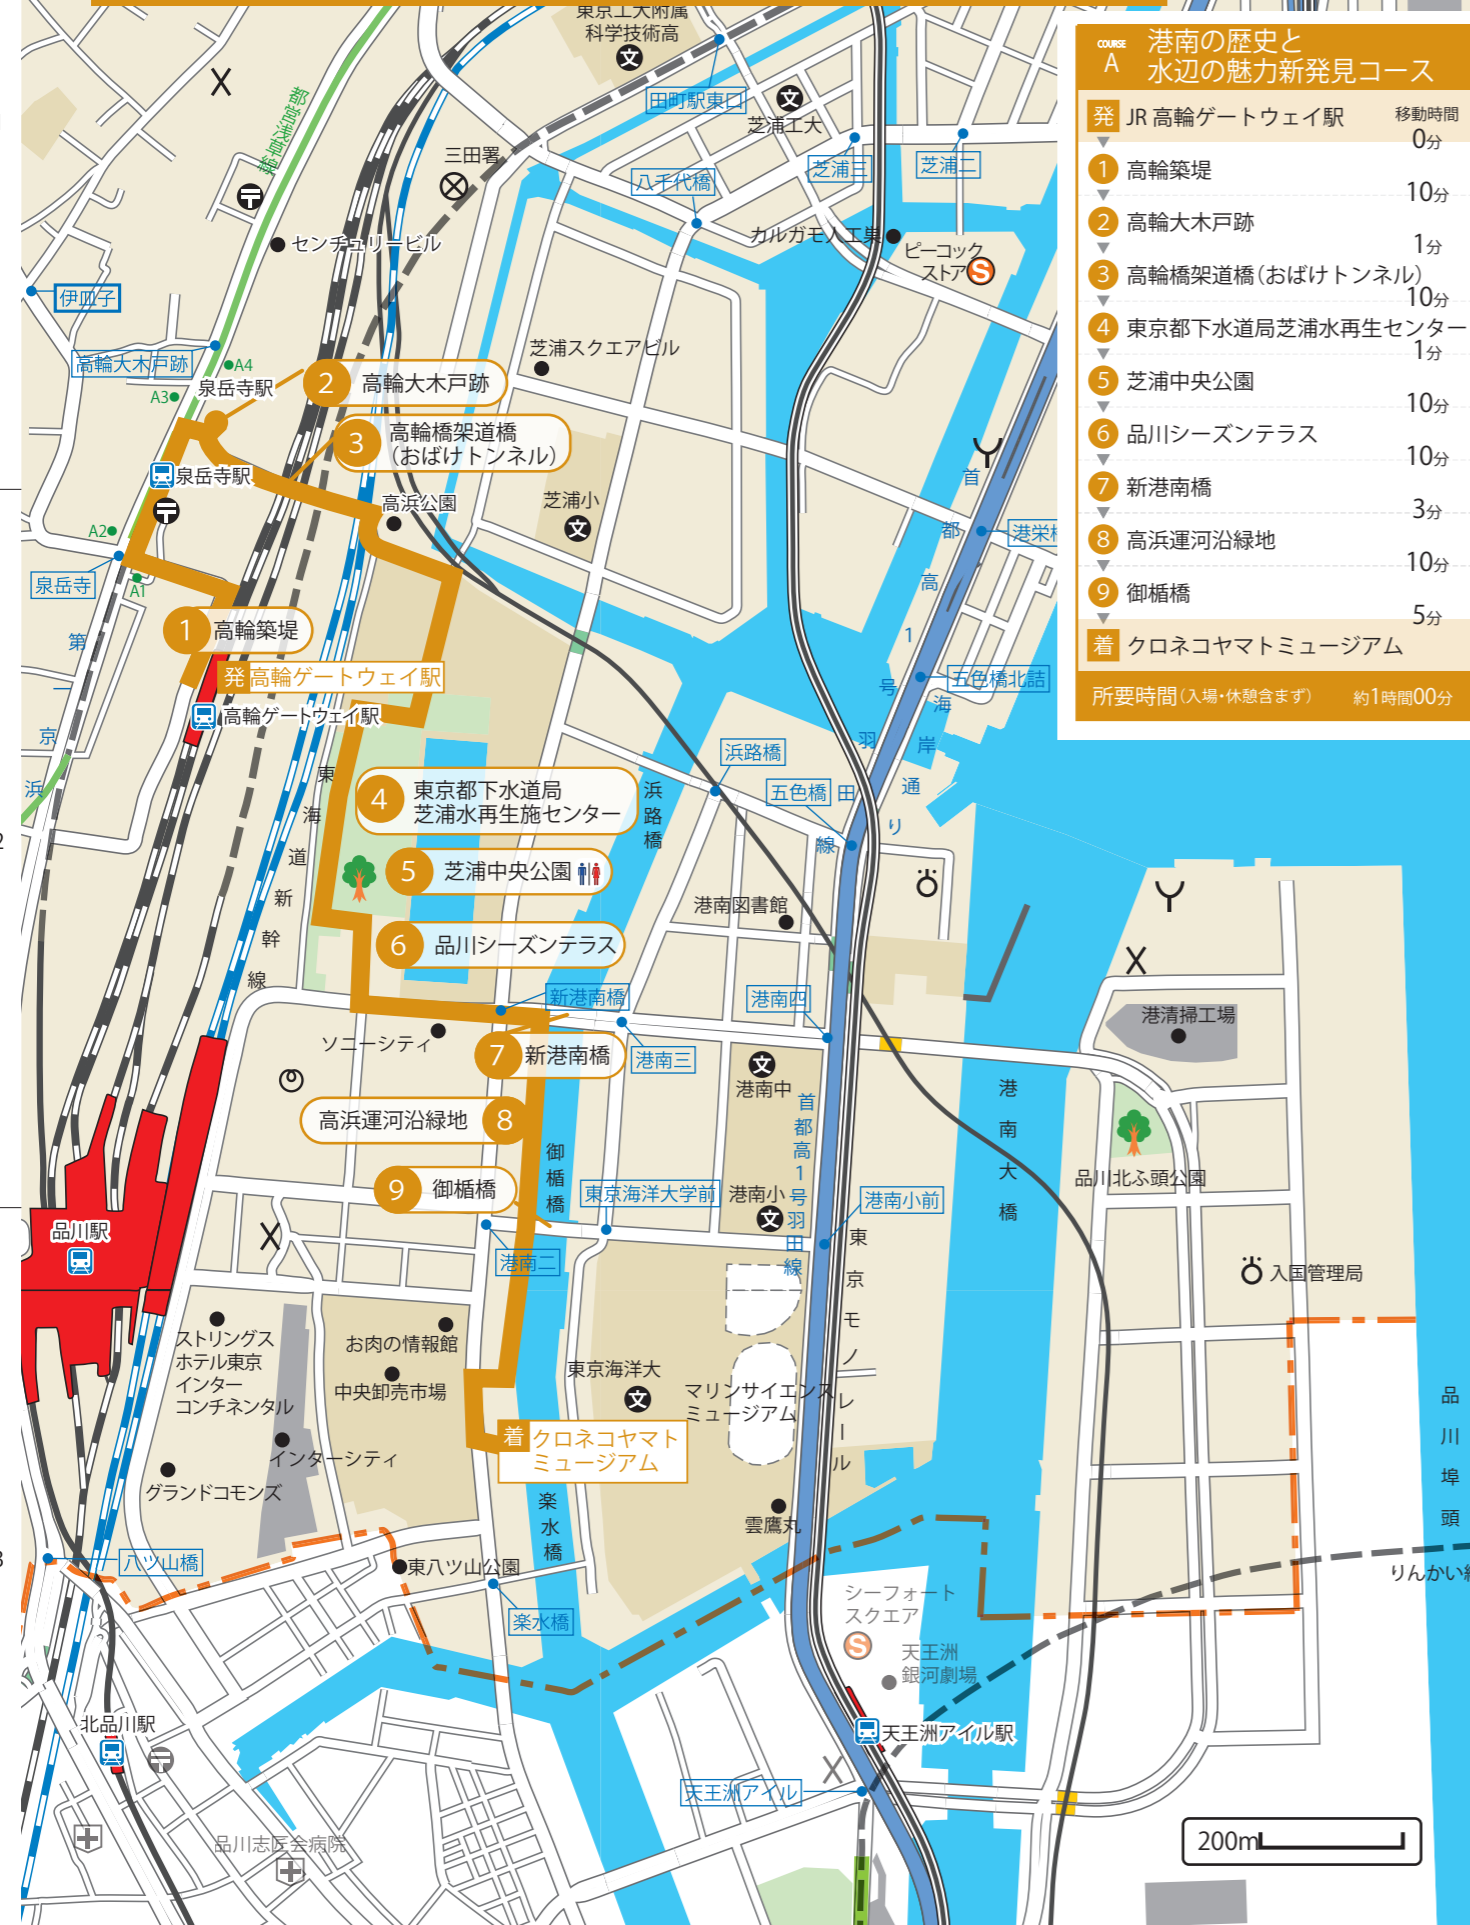 東京工大附属
科学技術高
田町駅東口
芝浦工大
都営浅草線
三田署
芝浦三
芝浦二
八千代橋
センチュリービル
カルガモ人工巣
ピーコック
ストア
S
伊皿子
高輪大木戸跡
A4
泉岳寺駅
A3
2 高輪大木戸跡
芝浦スクエアビル
3 高輪橋架道橋
（おばけトンネル）
泉岳寺駅
高浜公園
芝浦小
A2
泉岳寺
A1
港栄橋
1 高輪築堤
発 高輪ゲートウェイ駅
高輪ゲートウェイ駅
第一京浜
五色橋北詰
海岸通り
首都高1号羽田線
浜路橋
五色橋
浜路橋
東海道新幹線
4 東京都下水道局
芝浦水再生施センター
5 芝浦中央公園
港南図書館
6 品川シーズンテラス
新港南橋
港南四
ソニーシティ
7 新港南橋
港南三
港南中
港清掃工場
高浜運河沿緑地 8
御楯橋
首都高1号羽田線
港南大橋
9 御楯橋
東京海洋大学前
港南小
港南小前
品川北ふ頭公園
品川駅
港南二
東京モノレール
入国管理局
ストリングス
ホテル東京
インター
コンチネンタル
お肉の情報館
中央卸売市場
東京海洋大
マリンサイエンス
ミュージアム
着 クロネコヤマト
ミュージアム
インターシティ
グランドコモンズ
楽水橋
雲鷹丸
品川埠頭
りんかい線
八ツ山橋
東八ツ山公園
楽水橋
シーフォート
スクエア
S
天王洲
銀河劇場
北品川駅
天王洲アイル駅
天王洲アイル
品川志匠会病院
200m
COURSE
A
港南の歴史と
水辺の魅力新発見コース
発 JR 高輪ゲートウェイ駅 移動時間
0分
1 高輪築堤
10分
2 高輪大木戸跡
1分
3 高輪橋架道橋（おばけトンネル）
10分
4 東京都下水道局芝浦水再生センター
1分
5 芝浦中央公園
10分
6 品川シーズンテラス
10分
7 新港南橋
3分
8 高浜運河沿緑地
10分
9 御楯橋
5分
着 クロネコヤマトミュージアム
所要時間（入場・休憩含まず） 約1時間00分